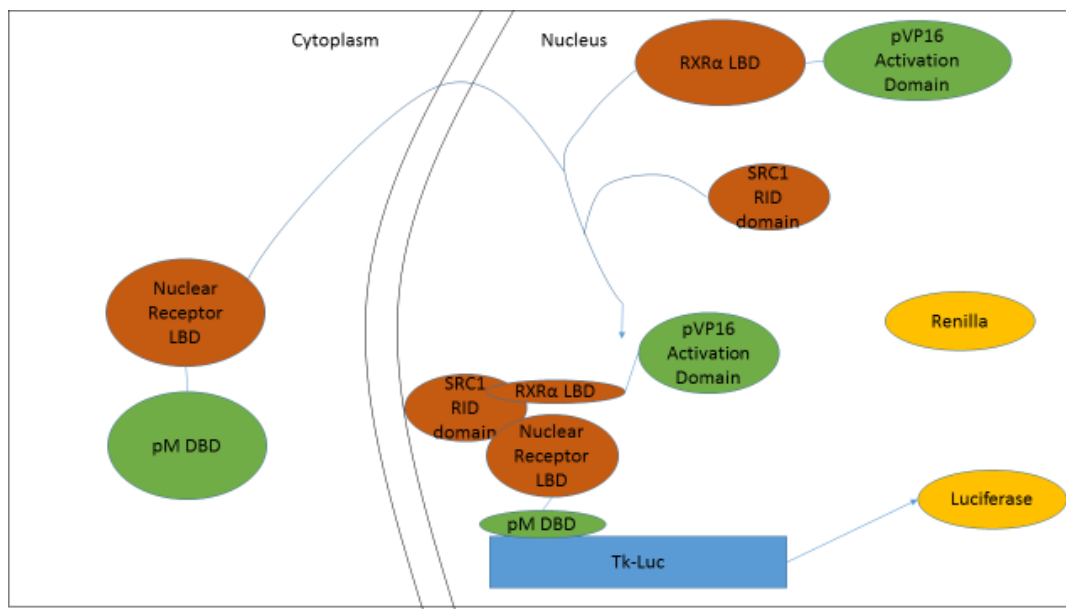 Cytoplasm
Nucleus
RXRα LBD
pVP16
Activation
Domain
SRC1
RID
domain
Nuclear
Receptor
LBD
pM DBD
pVP16
Activation
Domain
Renilla
SRC1
RID
domain
RXRα LBD
Nuclear
Receptor
LBD
pM DBD
Tk-Luc
Luciferase